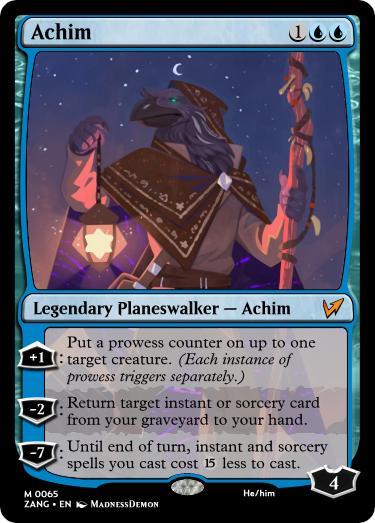 Achim 1
Legendary Planeswalker — Achim
+1: Put a prowess counter on up to one
target creature. (Each instance of
prowess triggers separately.)
-2: Return target instant or sorcery card
from your graveyard to your hand.
-7: Until end of turn, instant and sorcery
spells you cast cost 15 less to cast.
4
M 0065 He/him
ZANG • EN MadnessDemon